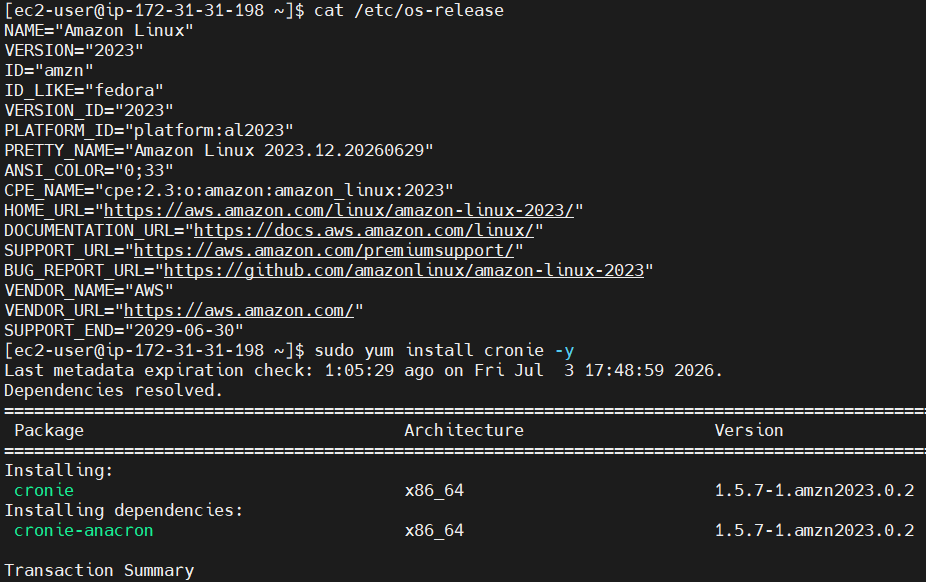 [ec2-user@ip-172-31-31-198 ~]$ cat /etc/os-release
NAME="Amazon Linux"
VERSION="2023"
ID="amzn"
ID_LIKE="fedora"
VERSION_ID="2023"
PLATFORM_ID="platform:al2023"
PRETTY_NAME="Amazon Linux 2023.12.20260629"
ANSI_COLOR="0;33"
CPE_NAME="cpe:2.3:o:amazon:amazon_linux:2023"
HOME_URL="https://aws.amazon.com/linux/amazon-linux-2023/"
DOCUMENTATION_URL="https://docs.aws.amazon.com/linux/"
SUPPORT_URL="https://aws.amazon.com/premiumsupport/"
BUG_REPORT_URL="https://github.com/amazonlinux/amazon-linux-2023"
VENDOR_NAME="AWS"
VENDOR_URL="https://aws.amazon.com/"
SUPPORT_END="2029-06-30"
[ec2-user@ip-172-31-31-198 ~]$ sudo yum install cronie -y
Last metadata expiration check: 1:05:29 ago on Fri Jul  3 17:48:59 2026.
Dependencies resolved.
============================================================================================
 Package                                Architecture                   Version
============================================================================================
Installing:
 cronie                                 x86_64                         1.5.7-1.amzn2023.0.2
Installing dependencies:
 cronie-anacron                         x86_64                         1.5.7-1.amzn2023.0.2
Transaction Summary